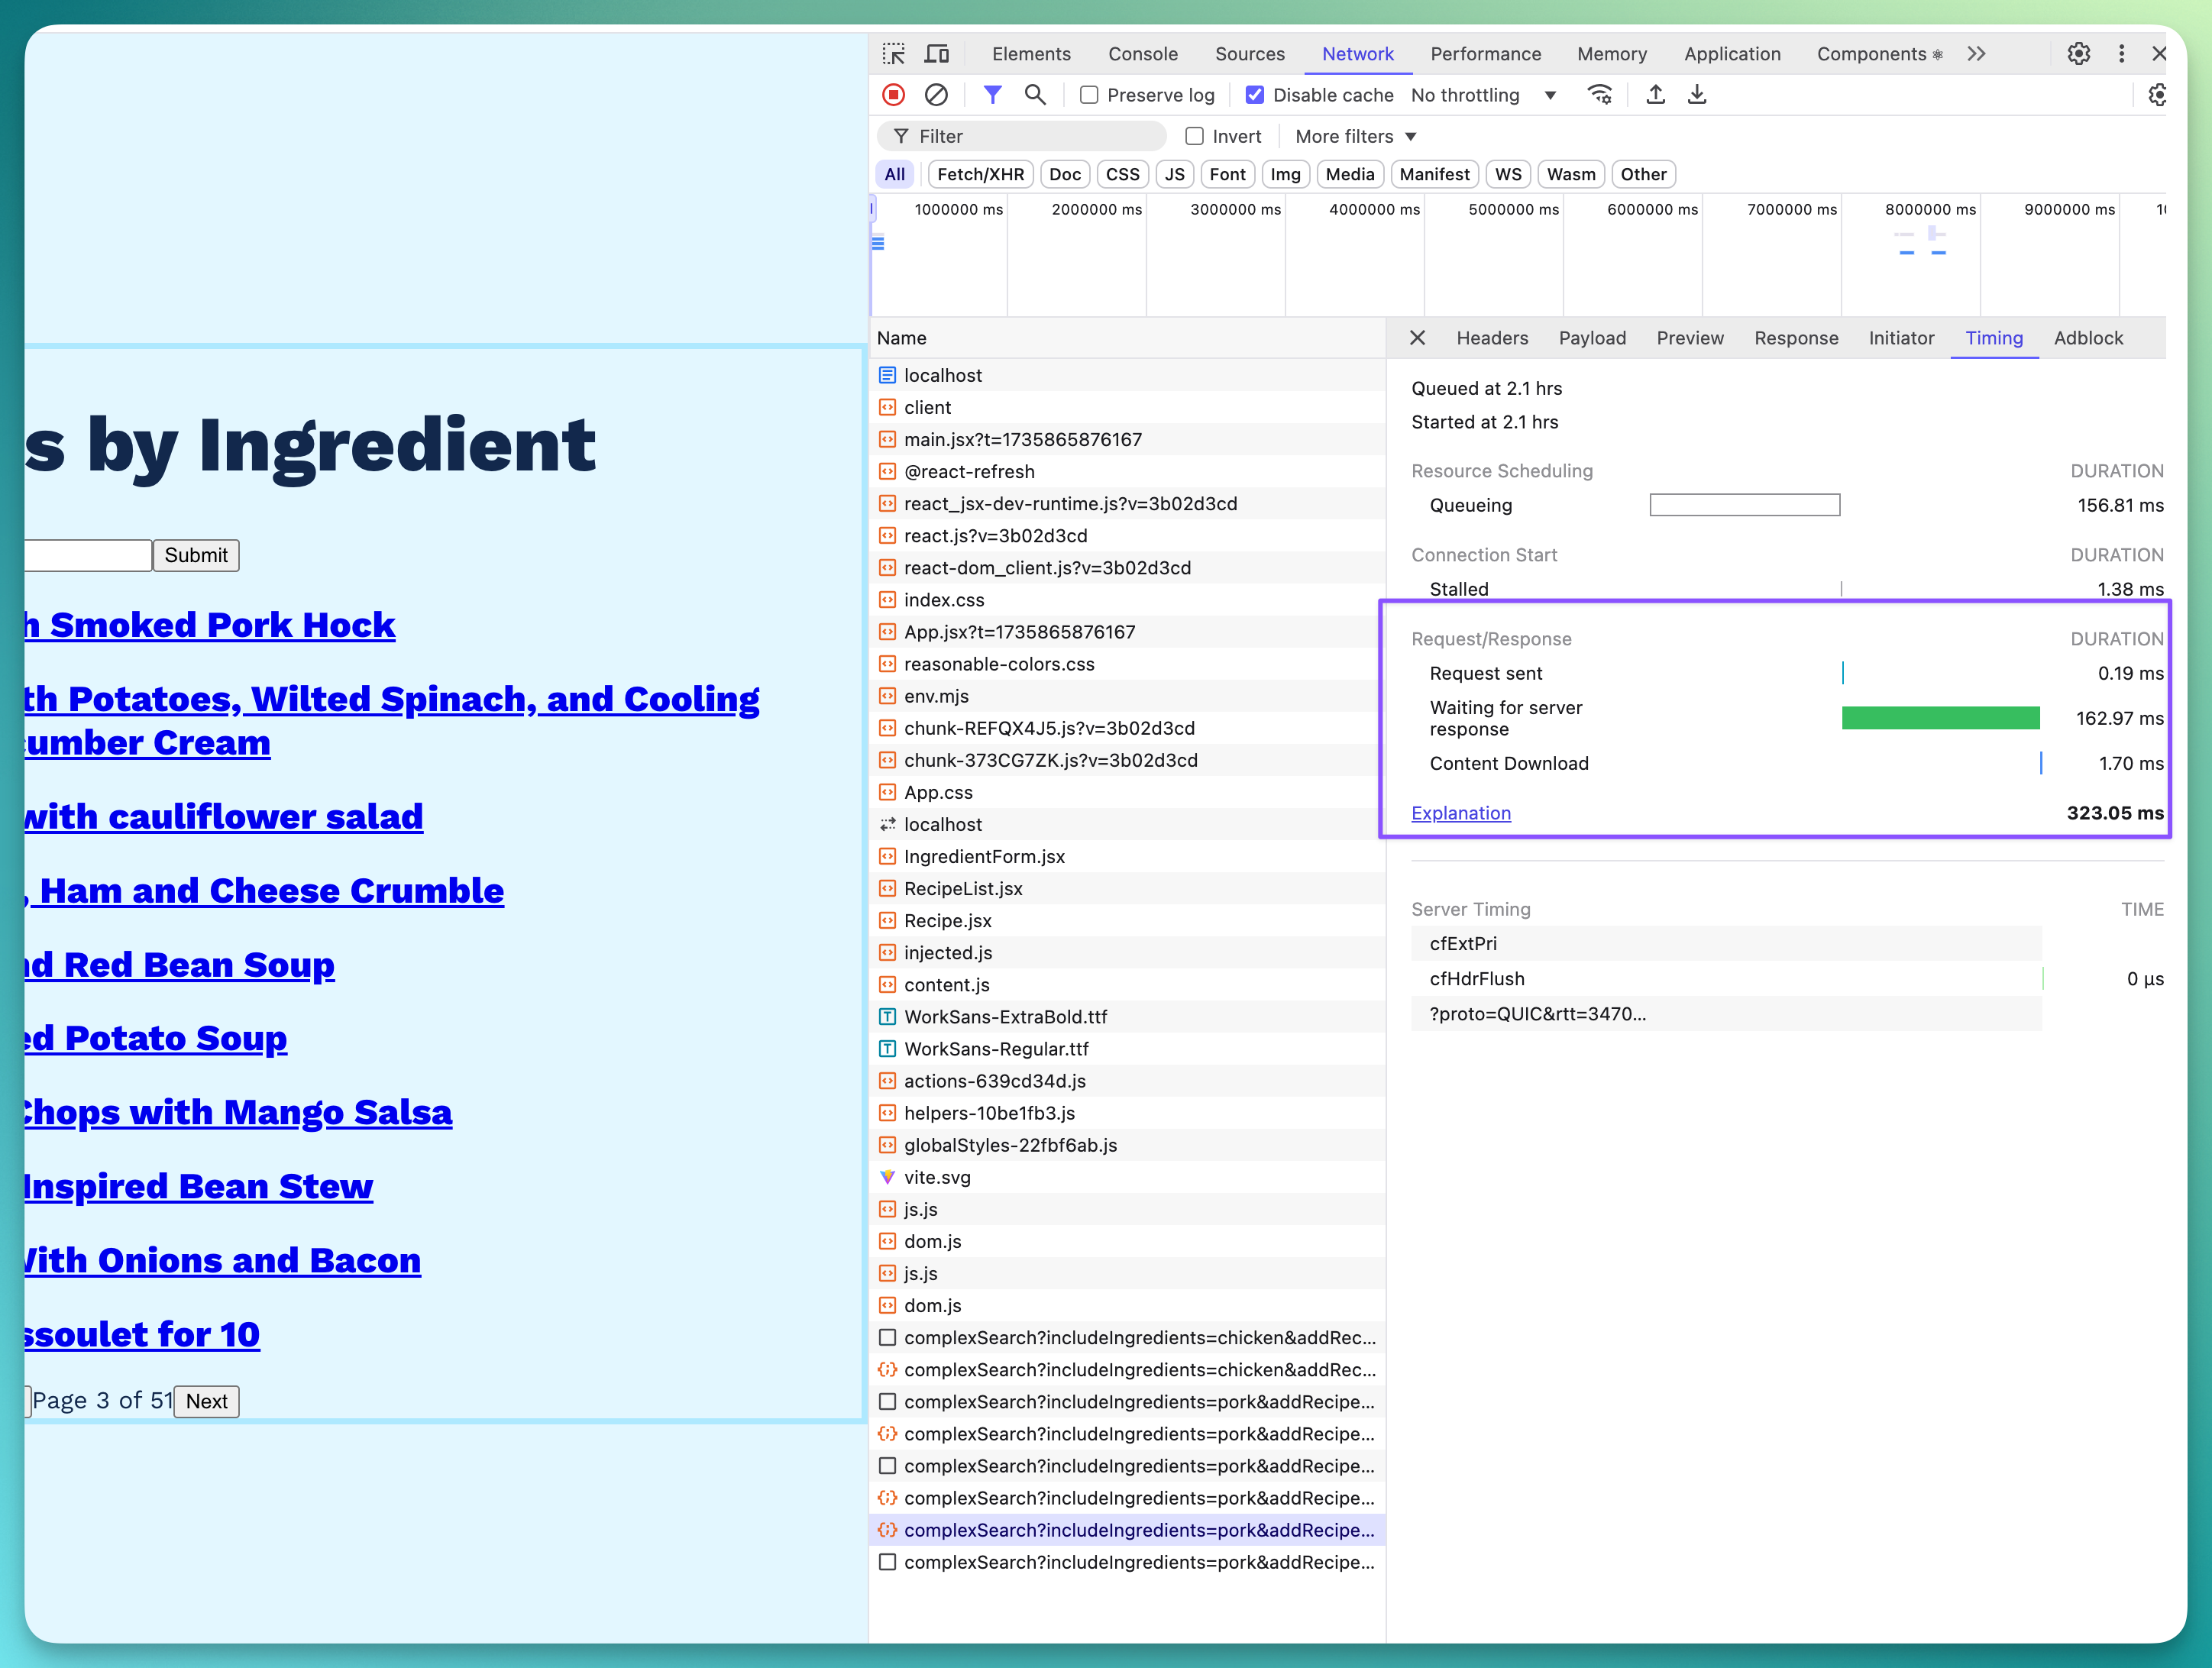 s by Ingredient
Submit
h Smoked Pork Hock
th Potatoes, Wilted Spinach, and Cooling
cumber Cream
with cauliflower salad
, Ham and Cheese Crumble
nd Red Bean Soup
ed Potato Soup
Chops with Mango Salsa
Inspired Bean Stew
With Onions and Bacon
ssoulet for 10
Page 3 of 51
Next
Elements Console Sources Network Performance Memory Application Components
Preserve log Disable cache No throttling
Filter Invert More filters
All Fetch/XHR Doc CSS JS Font Img Media Manifest WS Wasm Other
1000000 ms 2000000 ms 3000000 ms 4000000 ms 5000000 ms 6000000 ms 7000000 ms 8000000 ms 9000000 ms
Name
localhost
client
main.jsx?t=1735865876167
@react-refresh
react_jsx-dev-runtime.js?v=3b02d3cd
react.js?v=3b02d3cd
react-dom_client.js?v=3b02d3cd
index.css
App.jsx?t=1735865876167
reasonable-colors.css
env.mjs
chunk-REFQX4J5.js?v=3b02d3cd
chunk-373CG7ZK.js?v=3b02d3cd
App.css
localhost
IngredientForm.jsx
RecipeList.jsx
Recipe.jsx
injected.js
content.js
WorkSans-ExtraBold.ttf
WorkSans-Regular.ttf
actions-639cd34d.js
helpers-10be1fb3.js
globalStyles-22fbf6ab.js
vite.svg
js.js
dom.js
js.js
dom.js
complexSearch?includeIngredients=chicken&addRec...
complexSearch?includeIngredients=chicken&addRec...
complexSearch?includeIngredients=pork&addRecipe...
complexSearch?includeIngredients=pork&addRecipe...
complexSearch?includeIngredients=pork&addRecipe...
complexSearch?includeIngredients=pork&addRecipe...
complexSearch?includeIngredients=pork&addRecipe...
complexSearch?includeIngredients=pork&addRecipe...
Headers Payload Preview Response Initiator Timing Adblock
Queued at 2.1 hrs
Started at 2.1 hrs
Resource Scheduling DURATION
Queueing 156.81 ms
Connection Start DURATION
Stalled 1.38 ms
Request/Response DURATION
Request sent 0.19 ms
Waiting for server
response 162.97 ms
Content Download 1.70 ms
Explanation 323.05 ms
Server Timing TIME
cfExtPri
cfHdrFlush 0 μs
?proto=QUIC&rtt=3470...